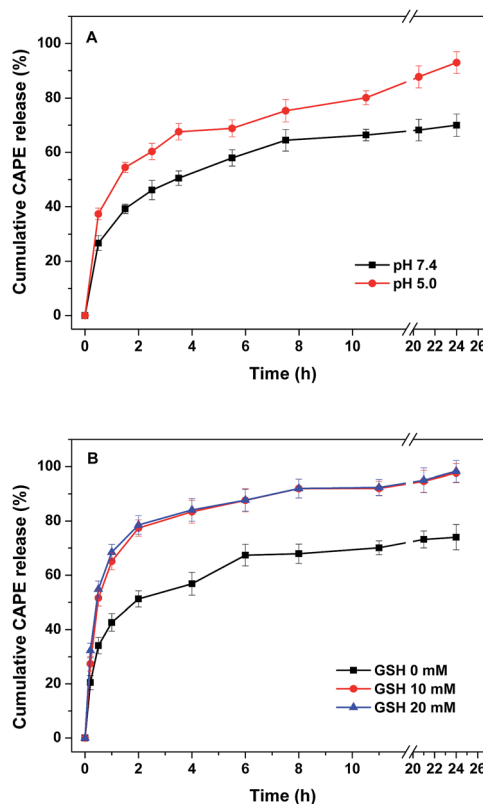 A
100
80
60
40
20
0
Cumulative CAPE release (%)
pH 7.4
pH 5.0
0 2 4 6 8 10 20 22 24 26
Time (h)
B
100
80
60
40
20
0
Cumulative CAPE release (%)
GSH 0 mM
GSH 10 mM
GSH 20 mM
0 2 4 6 8 10 20 22 24 26
Time (h)